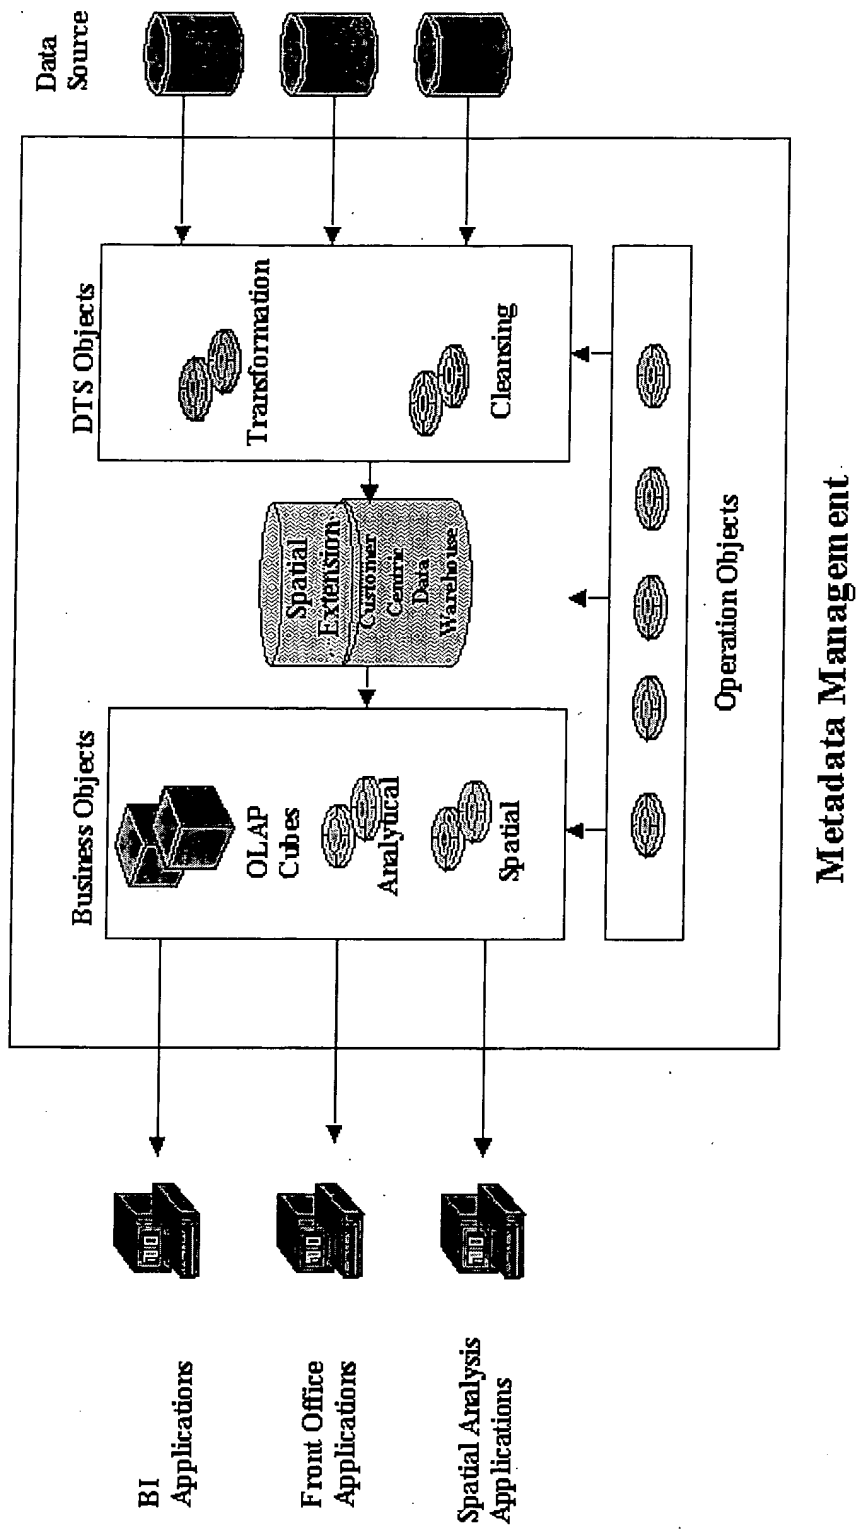 Data
Source
DTS Objects
Transformation
Cleansing
Spatial
Extension
Customer
Centric
Data
Warehouse
Business Objects
OLAP
Cubes
Analytical
Spatial
Operation Objects
BI
Applications
Front Office
Applications
Spatial Analysis
Applications
Metadata Management